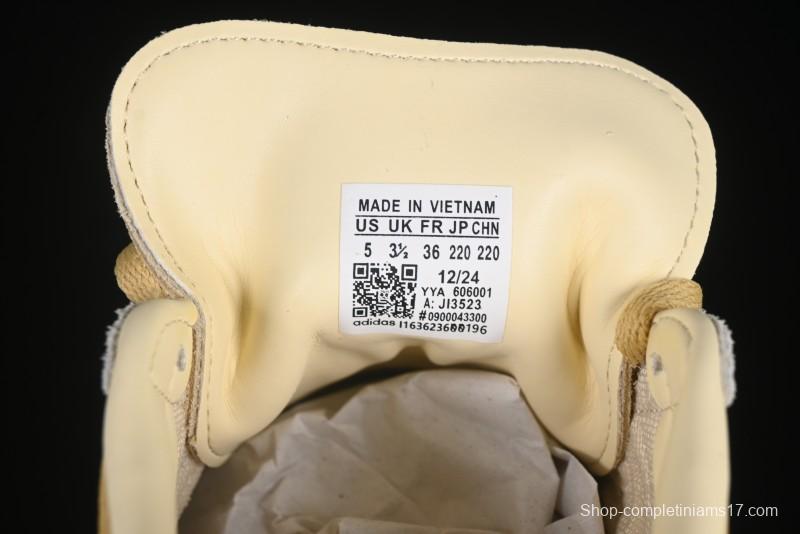 MADE IN VIETNAM
US UK FR JP CHN
5 3½ 36 220 220
12/24
YYA 606001
A: JI3523
#0900043300
adidas
Shop-completiniams17.com